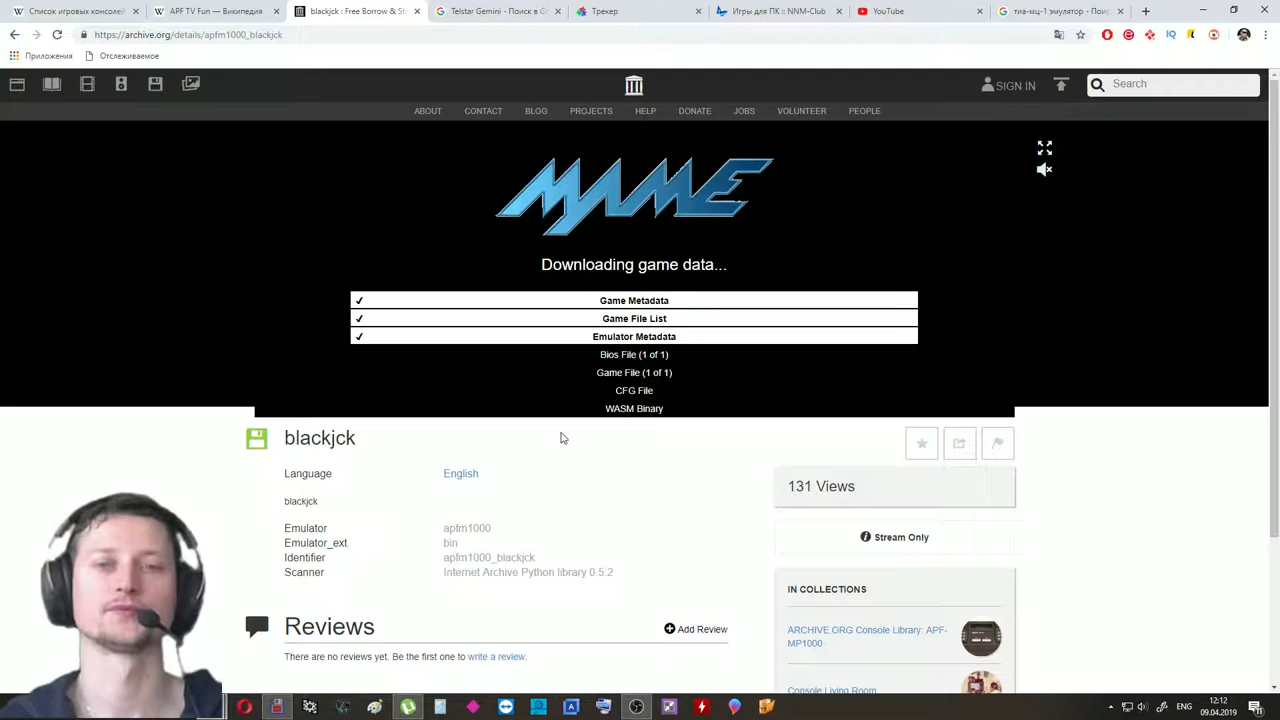 Список игровых консоле
APF TV Fun — Википедия
blackjck : Free Borrow & St
Telstar Gemini - Поиск в G
Трекер
Игры для ПК :: NNM-Club
YouTube
тиа-мц-1 эмулятор - Поис
https://archive.org/details/apfm1000_blackjck
Приложения
Отслеживаемое
SIGN IN
Search
ABOUT CONTACT BLOG PROJECTS HELP DONATE JOBS VOLUNTEER PEOPLE
MAME
Downloading game data...
✔ Game Metadata
✔ Game File List
✔ Emulator Metadata
Bios File (1 of 1)
Game File (1 of 1)
CFG File
WASM Binary
blackjck
Language English
blackjck
Emulator apfm1000
Emulator_ext bin
Identifier apfm1000_blackjck
Scanner Internet Archive Python library 0.5.2
131 Views
Stream Only
IN COLLECTIONS
ARCHIVE.ORG Console Library: APF-
MP1000
Console Living Room
Reviews
Add Review
There are no reviews yet. Be the first one to write a review.
ENG
12:12
09.04.2019